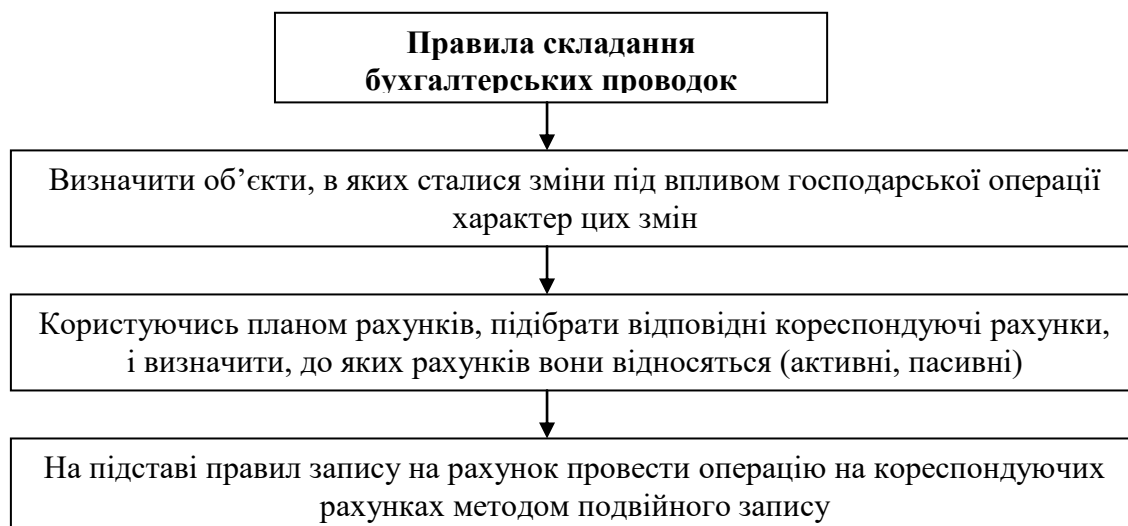 Правила складання
бухгалтерських проводок
Визначити об’єкти, в яких сталися зміни під впливом господарської операції
характер цих змін
Користуючись планом рахунків, підібрати відповідні кореспондуючі рахунки,
і визначити, до яких рахунків вони відносяться (активні, пасивні)
На підставі правил запису на рахунок провести операцію на кореспондуючих
рахунках методом подвійного запису